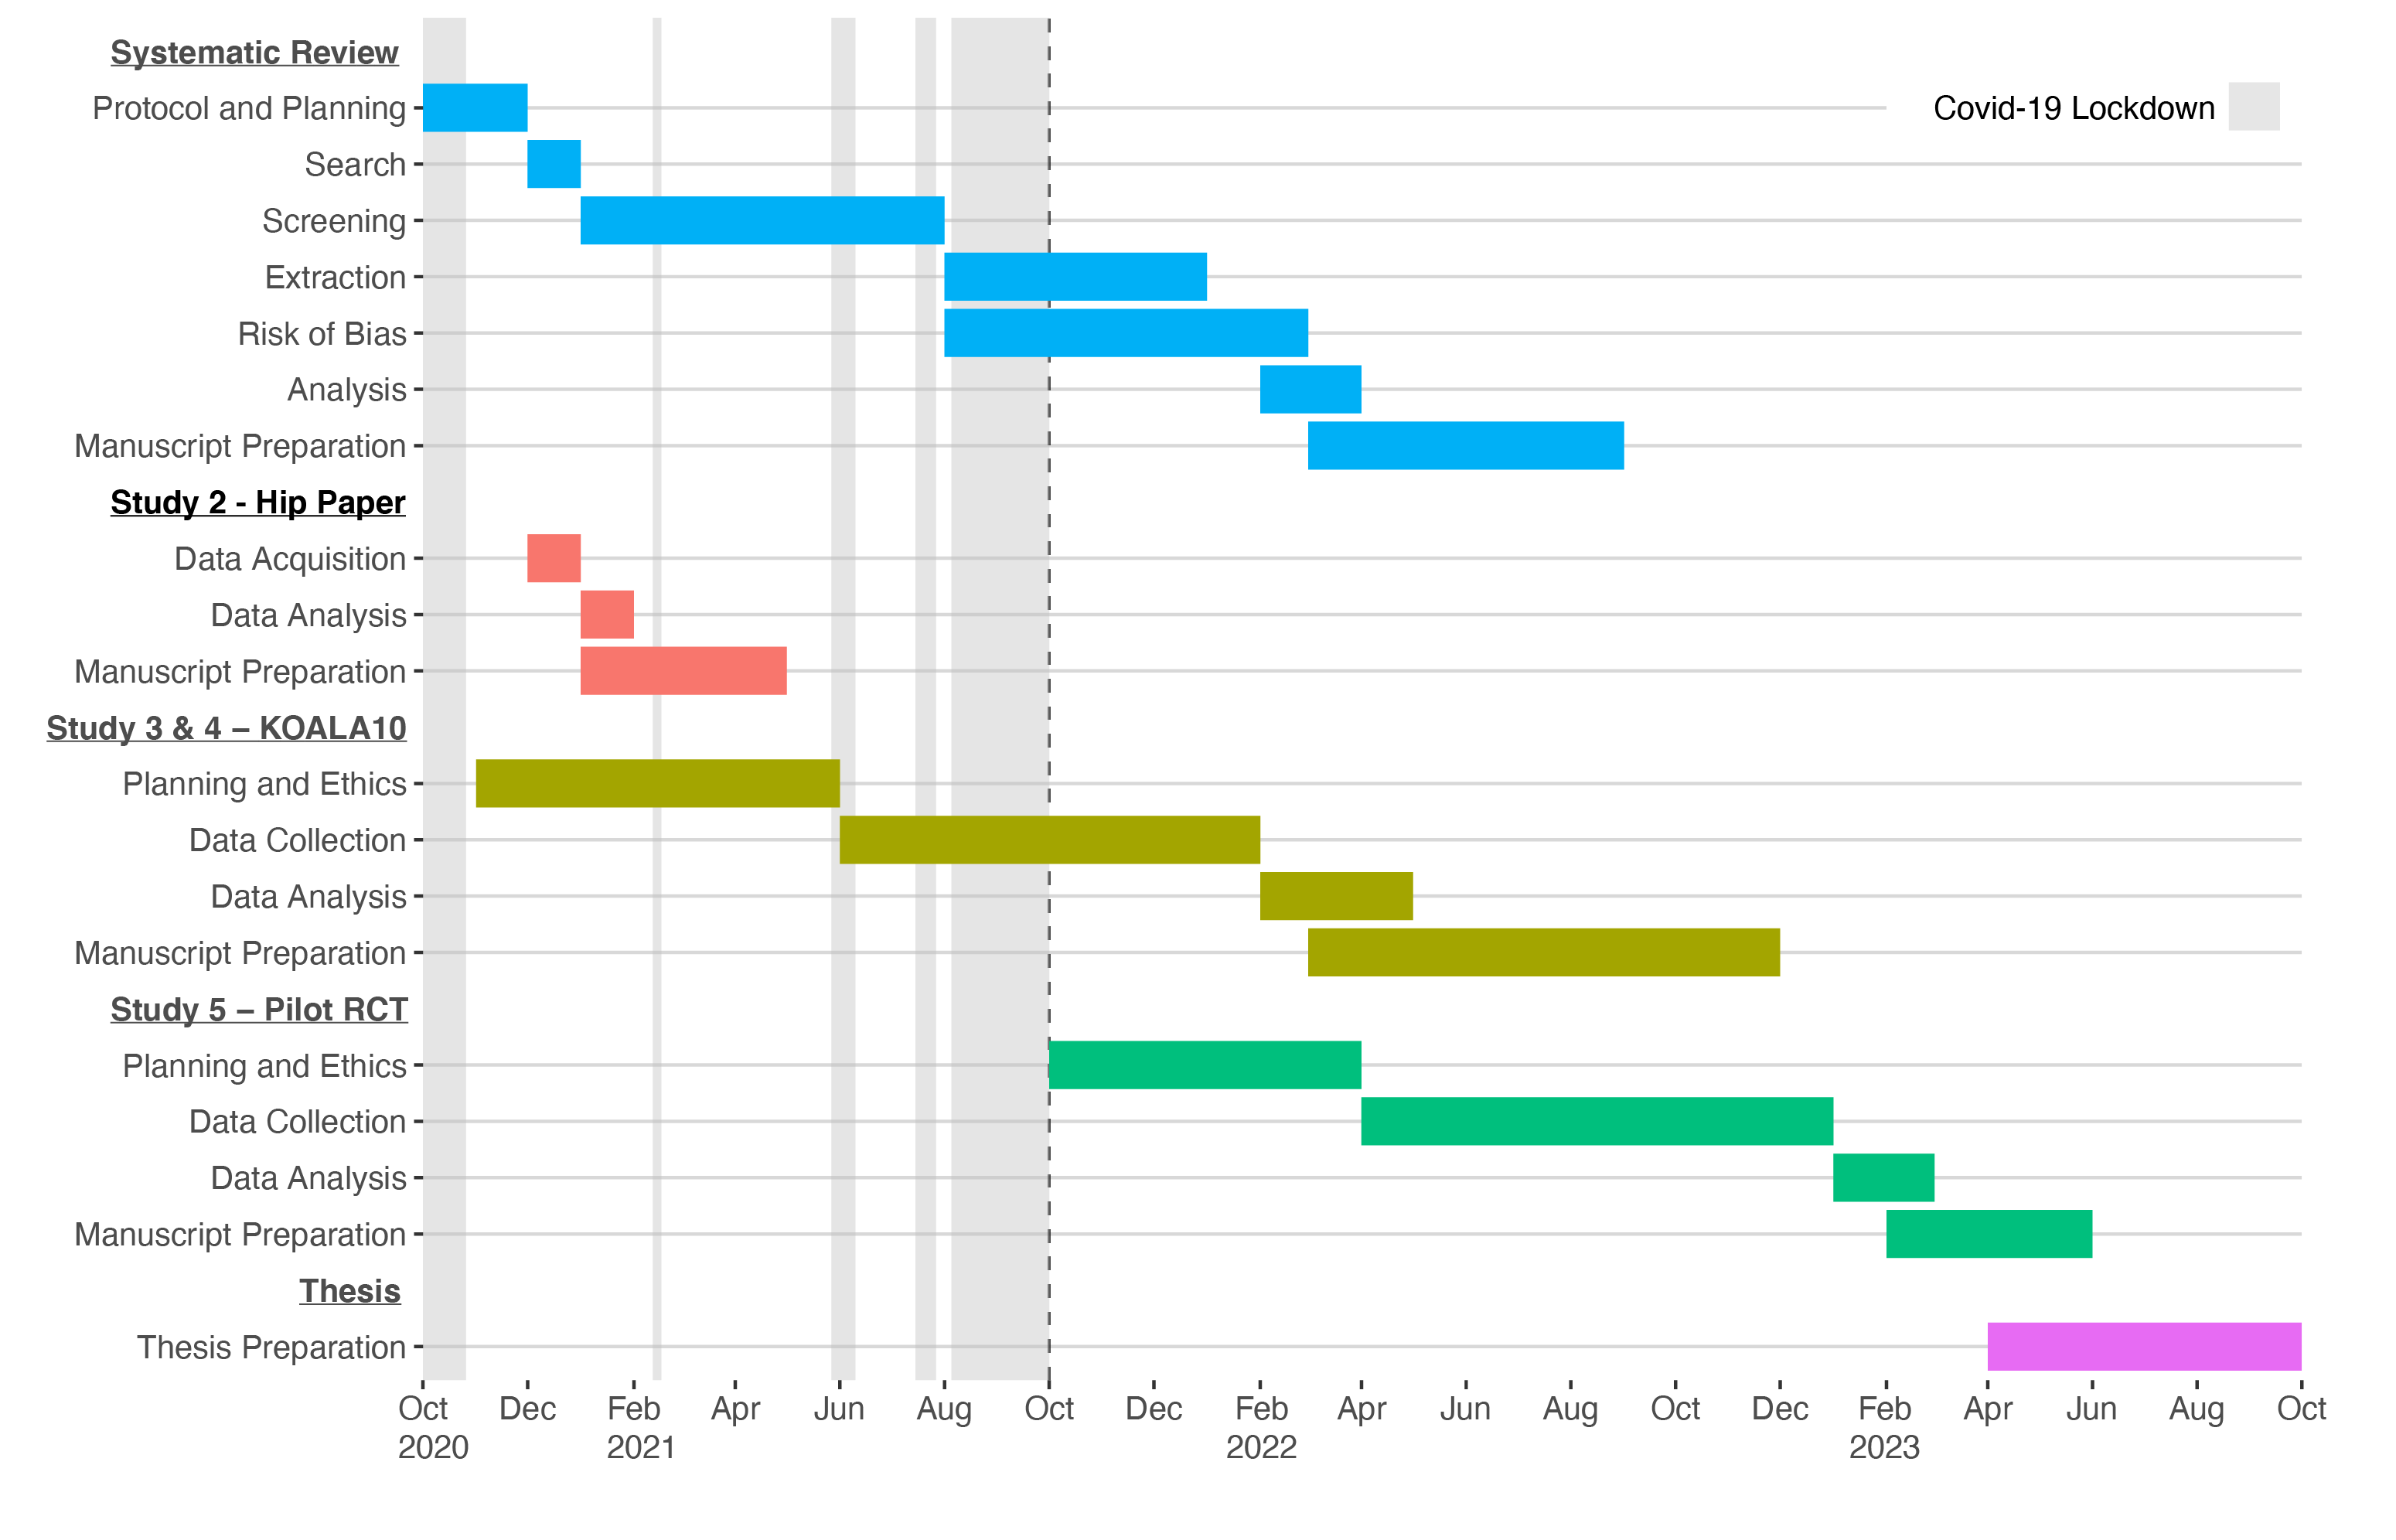 Systematic Review
Protocol and Planning
Covid-19 Lockdown
Search
Screening
Extraction
Risk of Bias
Analysis
Manuscript Preparation
Study 2 - Hip Paper
Data Acquisition
Data Analysis
Manuscript Preparation
Study 3 & 4 – KOALA10
Planning and Ethics
Data Collection
Data Analysis
Manuscript Preparation
Study 5 – Pilot RCT
Planning and Ethics
Data Collection
Data Analysis
Manuscript Preparation
Thesis
Thesis Preparation
Oct Dec Feb Apr Jun Aug Oct Dec Feb Apr Jun Aug Oct Dec Feb Apr Jun Aug Oct
2020 2021 2022 2023